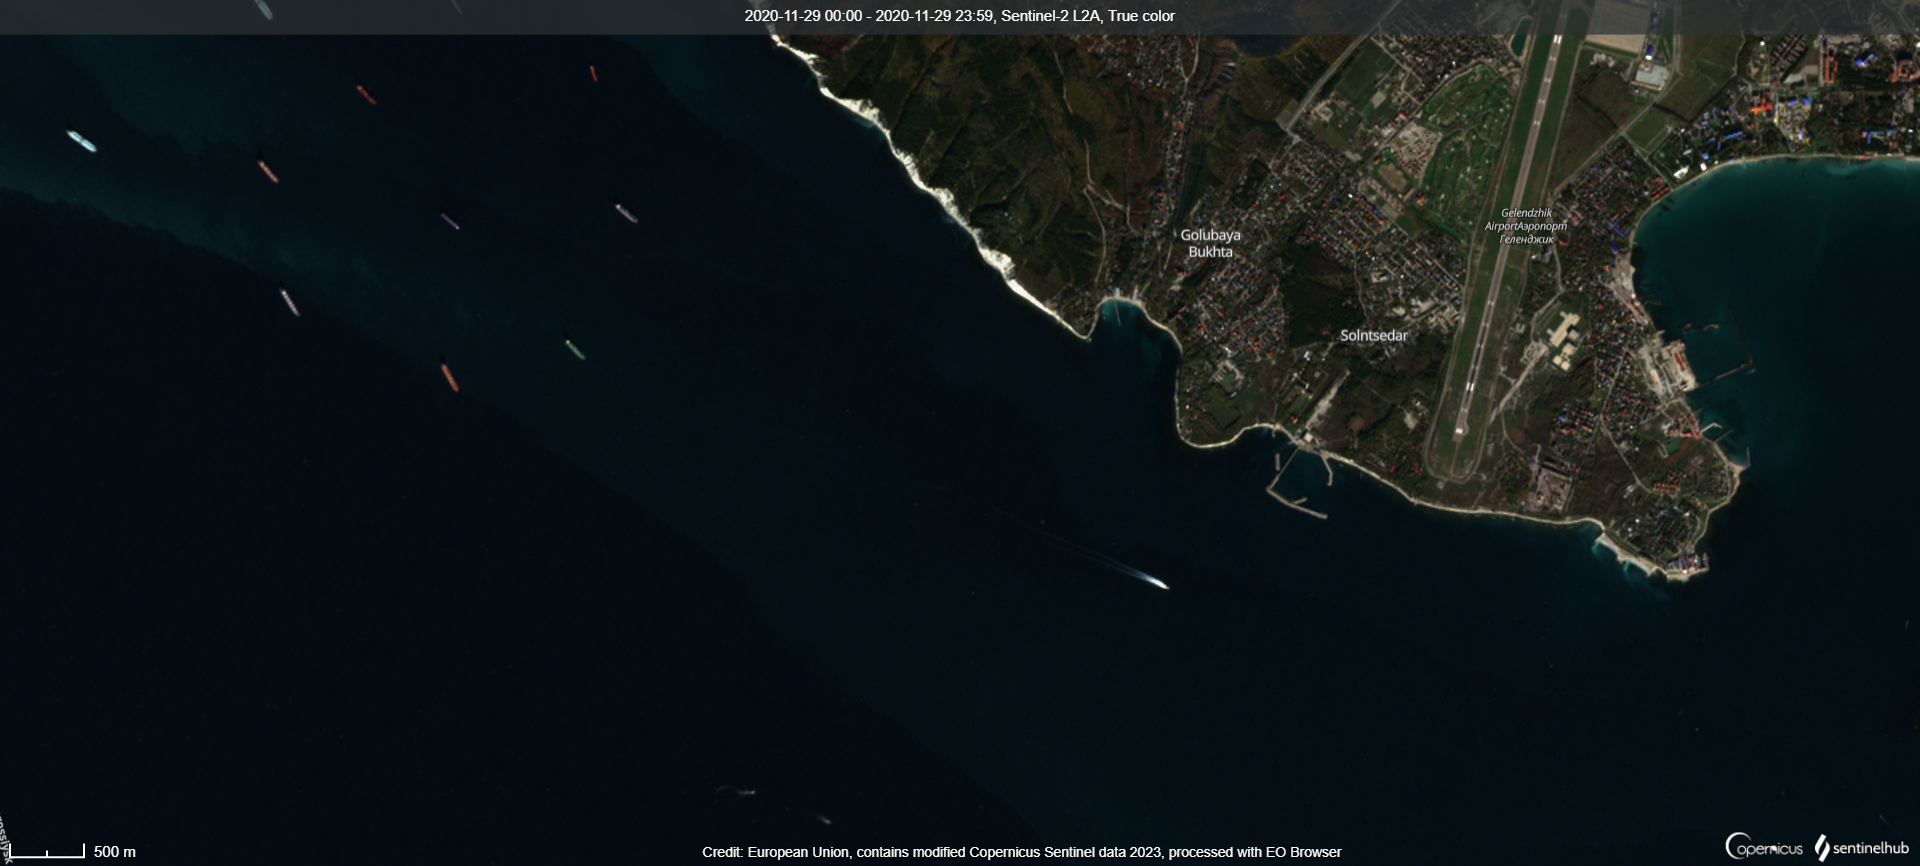 2020-11-29 00:00 - 2020-11-29 23:59, Sentinel-2 L2A, True color
Gelendzhik
AirportАэропорт
Геленджик
Golubaya
Bukhta
Solntsedar
500 m
Credit: European Union, contains modified Copernicus Sentinel data 2023, processed with EO Browser
Copernicus
sentinelhub